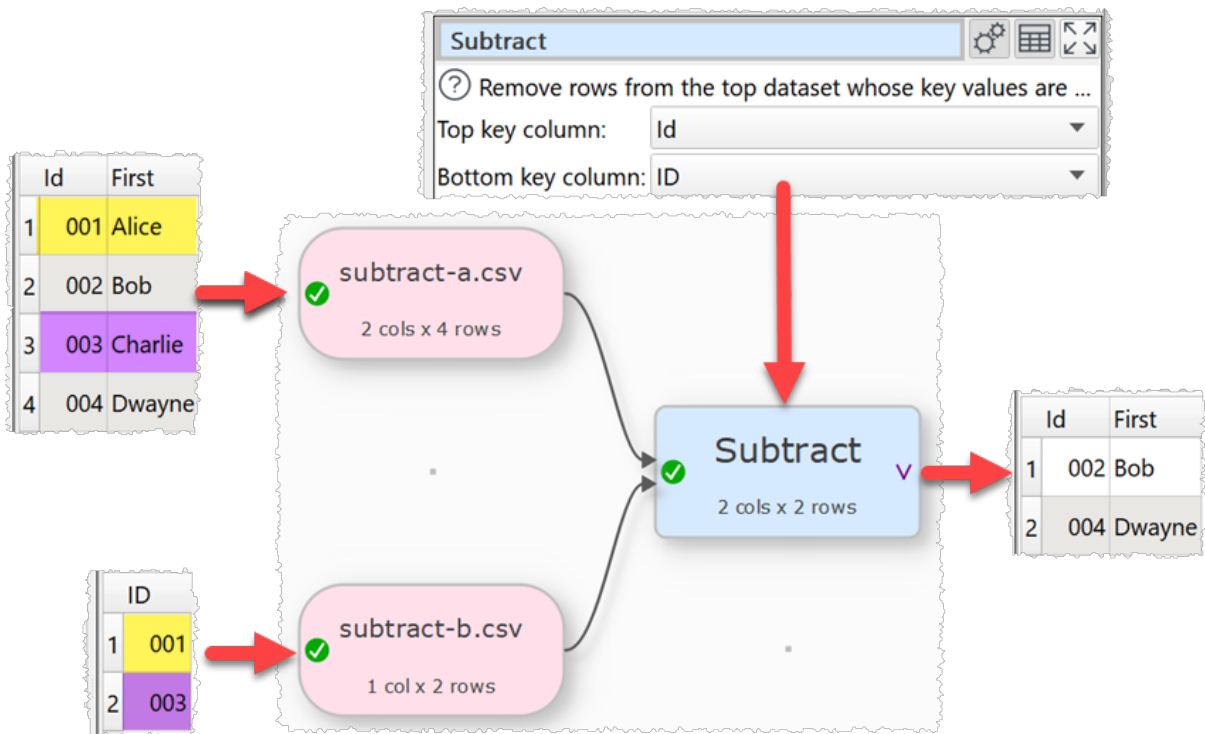 Subtract
? Remove rows from the top dataset whose key values are ...
Top key column: Id
Bottom key column: ID
Id First
1 001 Alice
2 002 Bob
3 003 Charlie
4 004 Dwayne
subtract-a.csv
2 cols x 4 rows
Subtract
2 cols x 2 rows
V
Id First
1 002 Bob
2 004 Dwayne
ID
1 001
2 003
subtract-b.csv
1 col x 2 rows